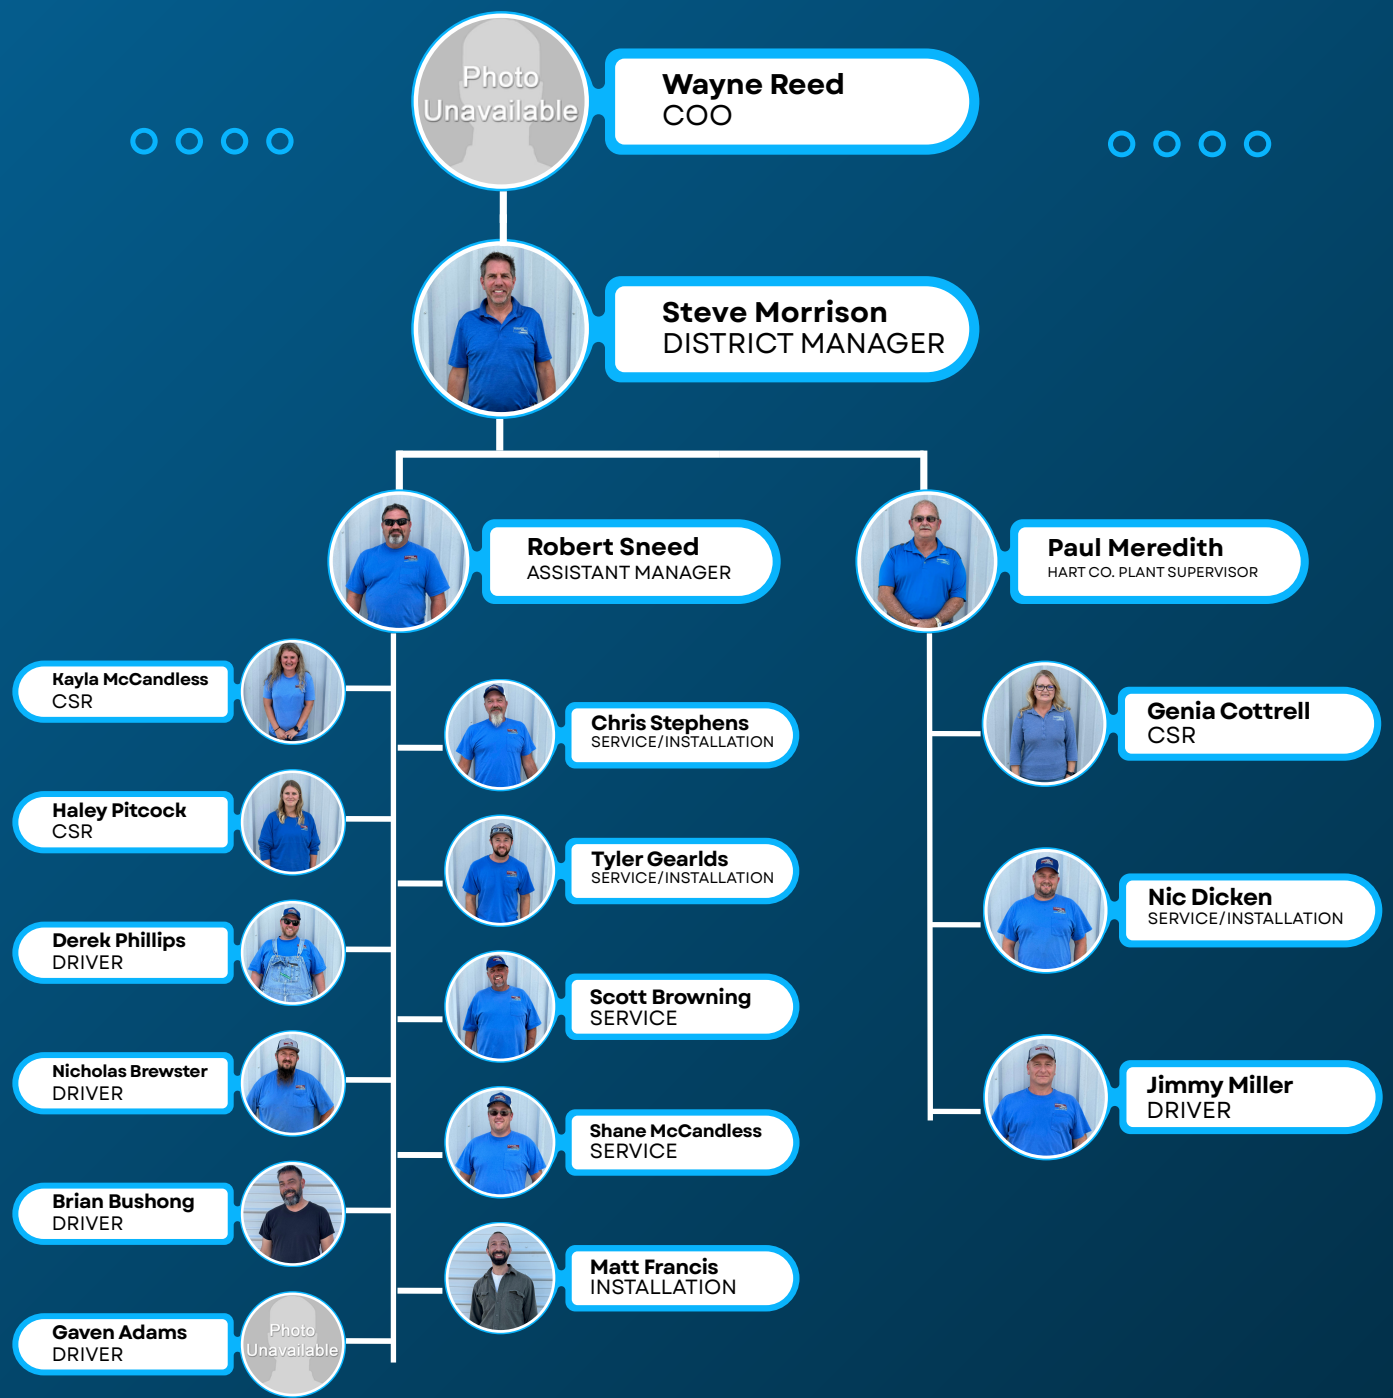 Photo
Unavailable
Wayne Reed
COO
Steve Morrison
DISTRICT MANAGER
Robert Sneed
ASSISTANT MANAGER
Paul Meredith
HART CO. PLANT SUPERVISOR
Kayla McCandless
CSR
Haley Pitcock
CSR
Derek Phillips
DRIVER
Nicholas Brewster
DRIVER
Brian Bushong
DRIVER
Gaven Adams
DRIVER
Photo
Unavailable
Chris Stephens
SERVICE/INSTALLATION
Tyler Gearlds
SERVICE/INSTALLATION
Scott Browning
SERVICE
Shane McCandless
SERVICE
Matt Francis
INSTALLATION
Genia Cottrell
CSR
Nic Dicken
SERVICE/INSTALLATION
Jimmy Miller
DRIVER